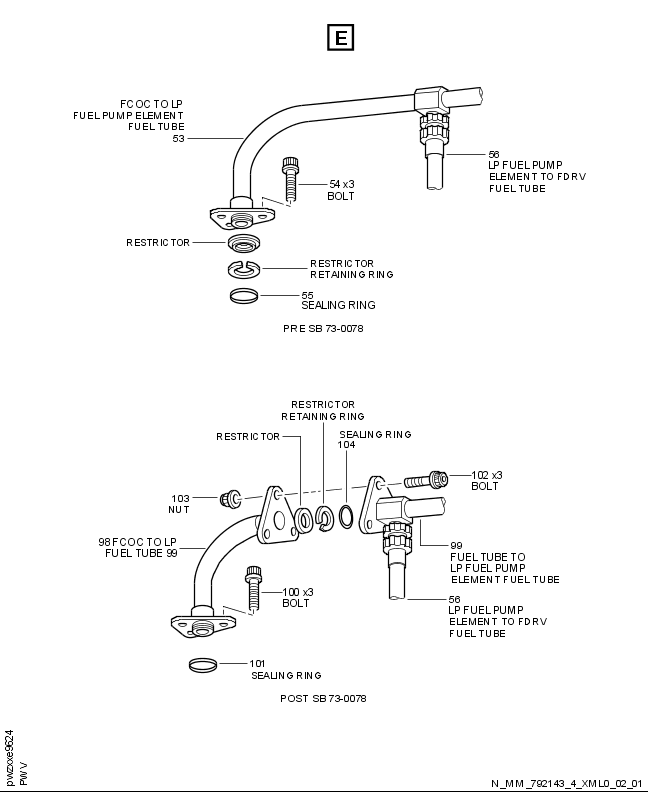 E
FCOC TO LP
FUEL PUMP ELEMENT
FUEL TUBE
53
56
LP FUEL PUMP
ELEMENT TO FDRV
FUEL TUBE
54 x3
BOLT
RESTRICTOR
RESTRICTOR
RETAINING RING
55
SEALING RING
PRE SB 73-0078
RESTRICTOR
RETAINING RING
RESTRICTOR
SEALING RING
104
102 x3
BOLT
103
NUT
98 FCOC TO LP
FUEL TUBE 99
99
FUEL TUBE TO
LP FUEL PUMP
ELEMENT FUEL TUBE
100 x3
BOLT
56
LP FUEL PUMP
ELEMENT TO FDRV
FUEL TUBE
101
SEALING RING
POST SB 73-0078
pwzxxe9624
PW V
N_MM_792143_4_XML0_02_01